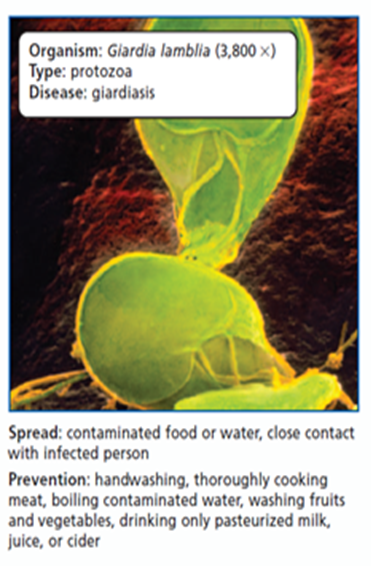 Organism: Giardia lamblia (3,800 ×)
Type: protozoa
Disease: giardiasis
Spread: contaminated food or water, close contact
with infected person
Prevention: handwashing, thoroughly cooking
meat, boiling contaminated water, washing fruits
and vegetables, drinking only pasteurized milk,
juice, or cider